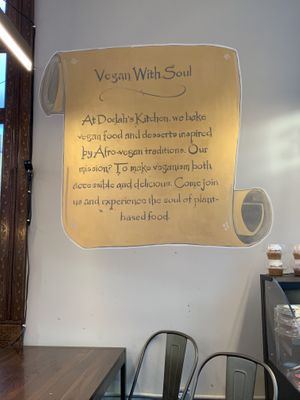 Vegan With Soul
At Dodah's Kitchen, we bake
vegan food and desserts inspired
by Afro-vegan traditions. Our
mission? To make veganism both
accessible and delicious. Come join
us and experience the soul of plant-
based food.